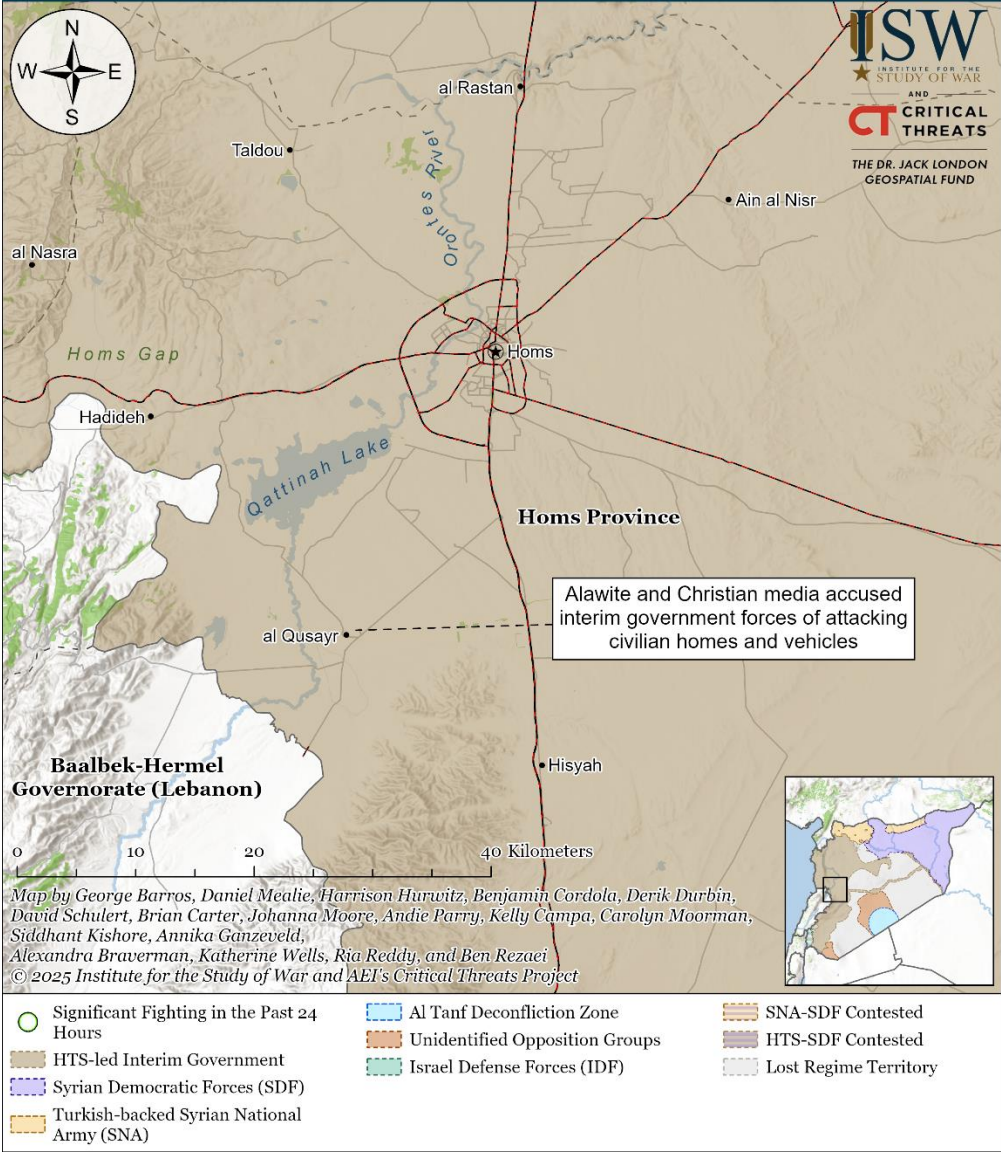 N
W E
S
ISW
INSTITUTE FOR THE
STUDY OF WAR
AND
CT CRITICAL
THREATS
THE DR. JACK LONDON
GEOSPATIAL FUND
al Rastan
Taldou
Orontes River
Ain al Nisr
al Nasra
Homs Gap
Homs
Hadideh
Qattinah Lake
Homs Province
Alawite and Christian media accused
interim government forces of attacking
civilian homes and vehicles
al Qusayr
Baalbek-Hermel
Governorate (Lebanon)
Hisyah
0 10 20 40 Kilometers
Map by George Barros, Daniel Mealie, Harrison Hurwitz, Benjamin Cordola, Derik Durbin,
David Schulert, Brian Carter, Johanna Moore, Andie Parry, Kelly Campa, Carolyn Moorman,
Siddhant Kishore, Annika Ganzeveld,
Alexandra Braverman, Katherine Wells, Ria Reddy, and Ben Rezaei
© 2025 Institute for the Study of War and AEI's Critical Threats Project
Significant Fighting in the Past 24
Hours
HTS-led Interim Government
Syrian Democratic Forces (SDF)
Turkish-backed Syrian National
Army (SNA)
Al Tanf Deconfliction Zone
Unidentified Opposition Groups
Israel Defense Forces (IDF)
SNA-SDF Contested
HTS-SDF Contested
Lost Regime Territory